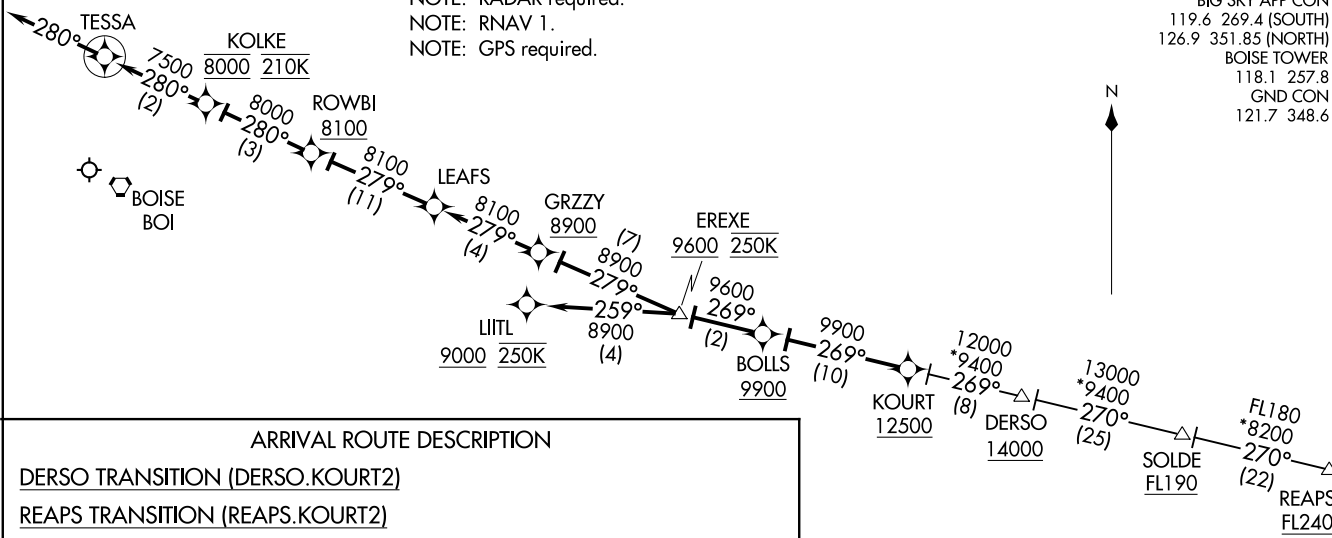 NOTE: RADAR required.
NOTE: RNAV 1.
NOTE: GPS required.
BIG SKY APP CON
119.6 269.4 (SOUTH)
126.9 351.85 (NORTH)
BOISE TOWER
118.1 257.8
GND CON
121.7 348.6
N
280°
TESSA
7500
280°
(2)
KOLKE
8000 210K
8000
280°
(3)
ROWBI
8100
8100
279°
(11)
LEAFS
8100
279°
(4)
GRZZY
8900
(7)
8900
279°
EREXE
9600 250K
259°
8900
(4)
LIITL
9000 250K
9600
269°
(2)
BOLLS
9900
9900
269°
(10)
KOURT
12500
12000
*9400
269°
(8)
DERSO
14000
13000
*9400
270°
(25)
SOLDE
FL190
FL180
*8200
270°
(22)
REAPS
FL240
BOISE
BOI
ARRIVAL ROUTE DESCRIPTION
DERSO TRANSITION (DERSO.KOURT2)
REAPS TRANSITION (REAPS.KOURT2)